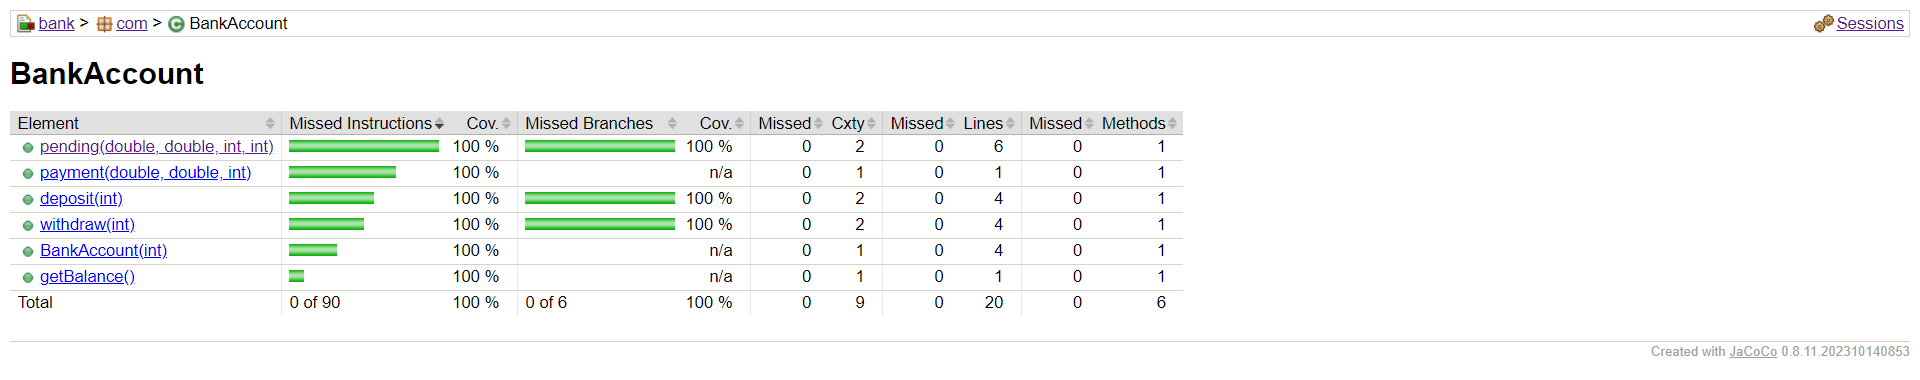 bank > com > BankAccount Sessions
BankAccount
Element Missed Instructions Cov. Missed Branches Cov. Missed Cxty Missed Lines Missed Methods
pending(double, double, int, int) 100 % 100 % 0 2 0 6 0 1
payment(double, double, int) 100 % n/a 0 1 0 1 0 1
deposit(int) 100 % 100 % 0 2 0 4 0 1
withdraw(int) 100 % 100 % 0 2 0 4 0 1
BankAccount(int) 100 % n/a 0 1 0 4 0 1
getBalance() 100 % n/a 0 1 0 1 0 1
Total 0 of 90 100 % 0 of 6 100 % 0 9 0 20 0 6
Created with JaCoCo 0.8.11.202310140853